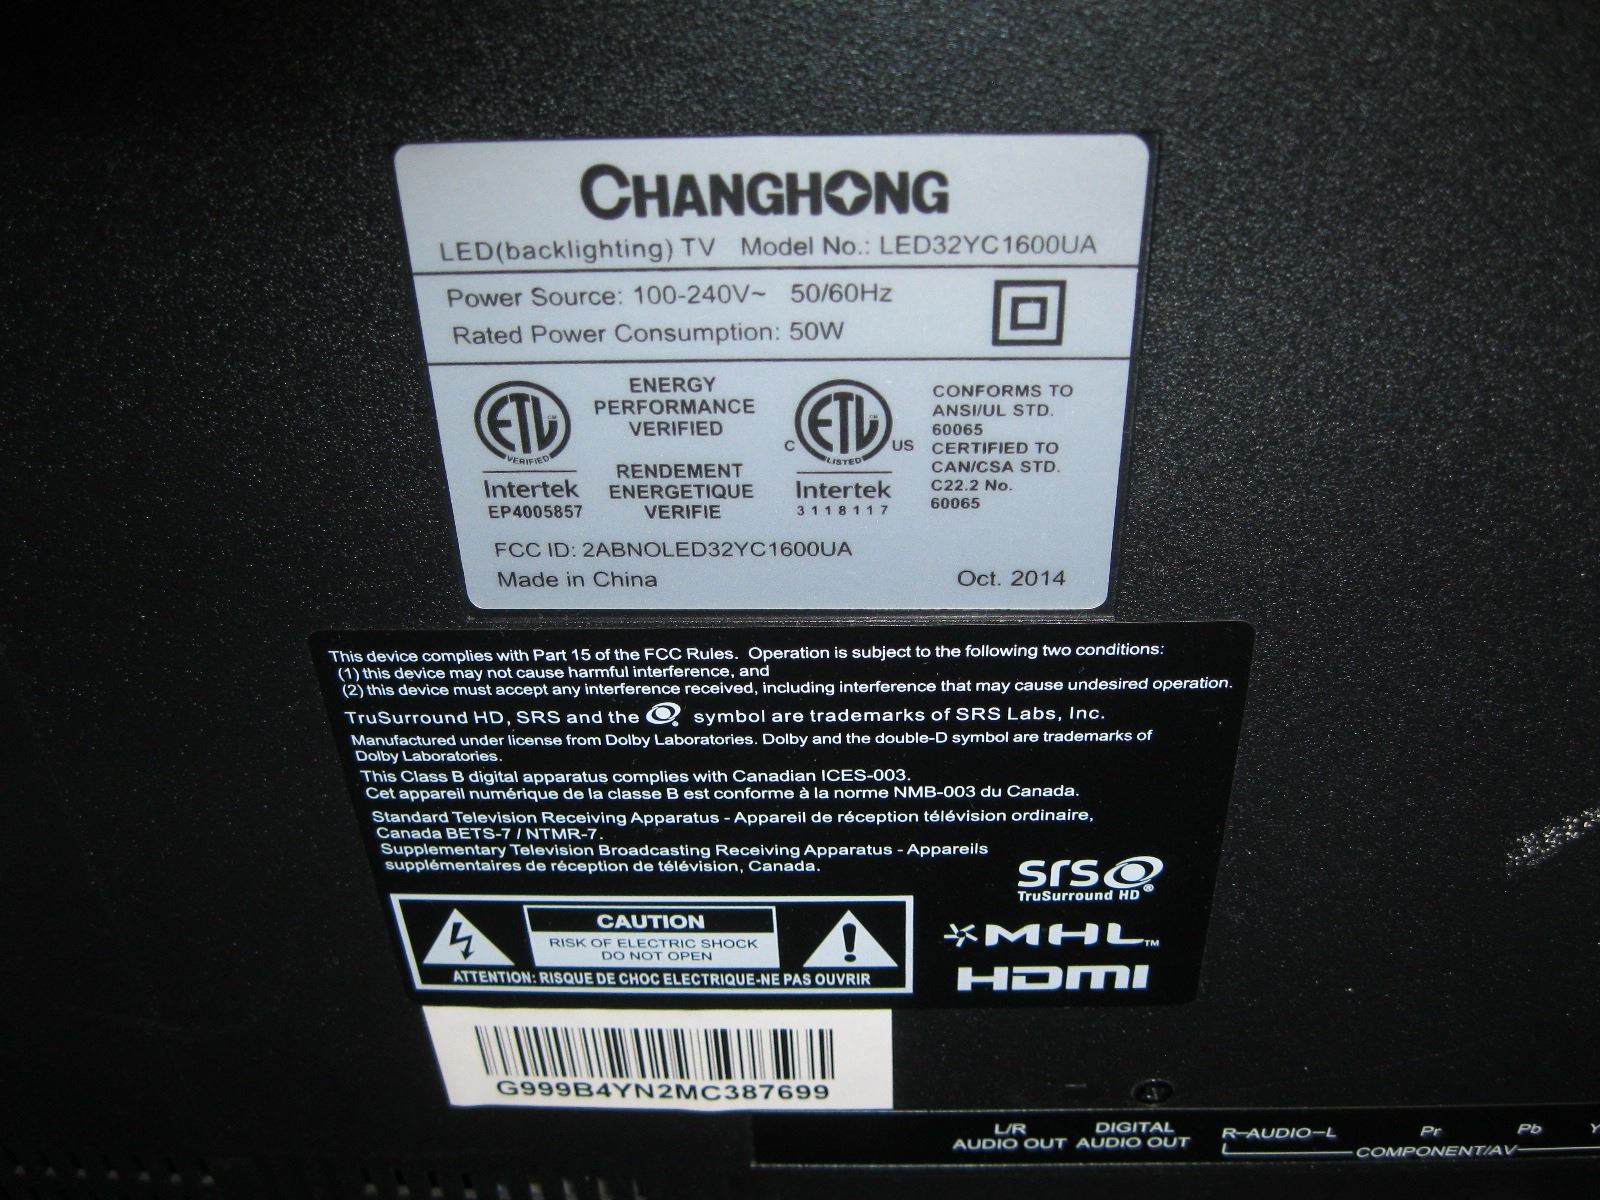 CHANGHONG
LED(backlighting) TV Model No.: LED32YC1600UA
Power Source: 100-240V~ 50/60Hz
Rated Power Consumption: 50W
ETL
CM
VERIFIED
Intertek
EP4005857
ENERGY
PERFORMANCE
VERIFIED
RENDEMENT
ENERGETIQUE
VERIFIE
C ETL US
CM
LISTED
Intertek
3118117
CONFORMS TO
ANSI/UL STD.
60065
CERTIFIED TO
CAN/CSA STD.
C22.2 No.
60065
FCC ID: 2ABNOLED32YC1600UA
Made in China Oct. 2014
This device complies with Part 15 of the FCC Rules. Operation is subject to the following two conditions:
(1) this device may not cause harmful interference, and
(2) this device must accept any interference received, including interference that may cause undesired operation.
TruSurround HD, SRS and the symbol are trademarks of SRS Labs, Inc.
Manufactured under license from Dolby Laboratories. Dolby and the double-D symbol are trademarks of
Dolby Laboratories.
This Class B digital apparatus complies with Canadian ICES-003.
Cet appareil numérique de la classe B est conforme à la norme NMB-003 du Canada.
Standard Television Receiving Apparatus - Appareil de réception télévision ordinaire,
Canada BETS-7 / NTMR-7.
Supplementary Television Broadcasting Receiving Apparatus - Appareils
supplémentaires de réception de télévision, Canada.
SRS®
TruSurround HD
MHL™
HDMI
CAUTION
RISK OF ELECTRIC SHOCK
DO NOT OPEN
ATTENTION: RISQUE DE CHOC ELECTRIQUE-NE PAS OUVRIR
G999B4YN2MC387699
L/R
AUDIO OUT
DIGITAL
AUDIO OUT
R-AUDIO-L Pr Pb Y
COMPONENT/AV